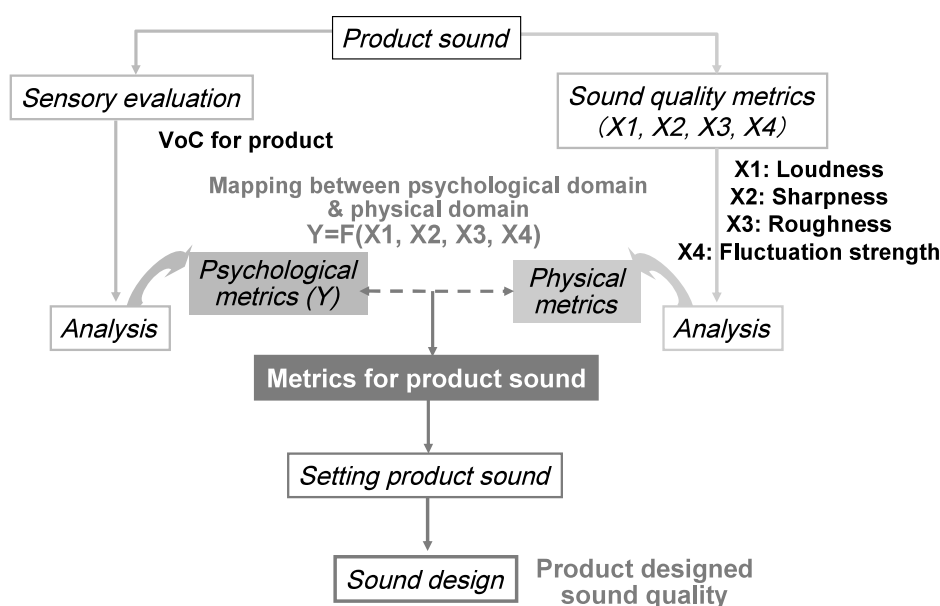 Product sound
Sensory evaluation
Sound quality metrics
(X1, X2, X3, X4)
VoC for product
X1: Loudness
X2: Sharpness
X3: Roughness
X4: Fluctuation strength
Mapping between psychological domain
& physical domain
Y=F(X1, X2, X3, X4)
Psychological
metrics (Y)
Physical
metrics
Analysis
Analysis
Metrics for product sound
Setting product sound
Sound design
Product designed
sound quality